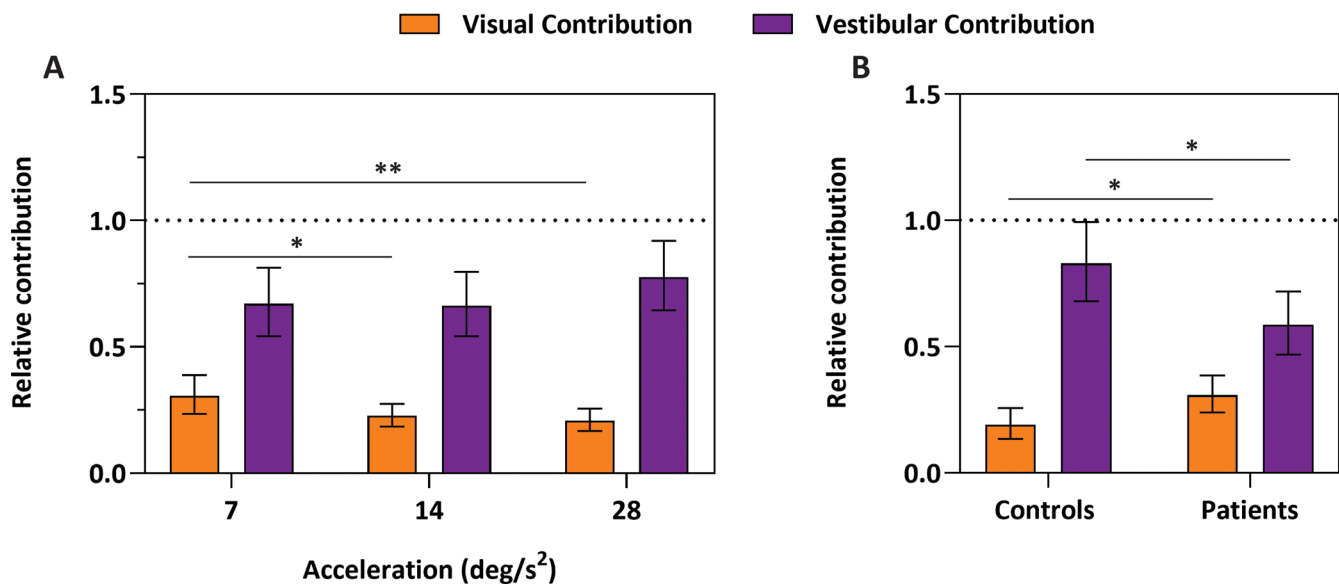 Visual Contribution
Vestibular Contribution
A
B
1.5
1.0
0.5
0.0
Relative contribution
**
*
7
14
28
Acceleration (deg/s²)
1.5
1.0
0.5
0.0
Relative contribution
*
*
Controls
Patients